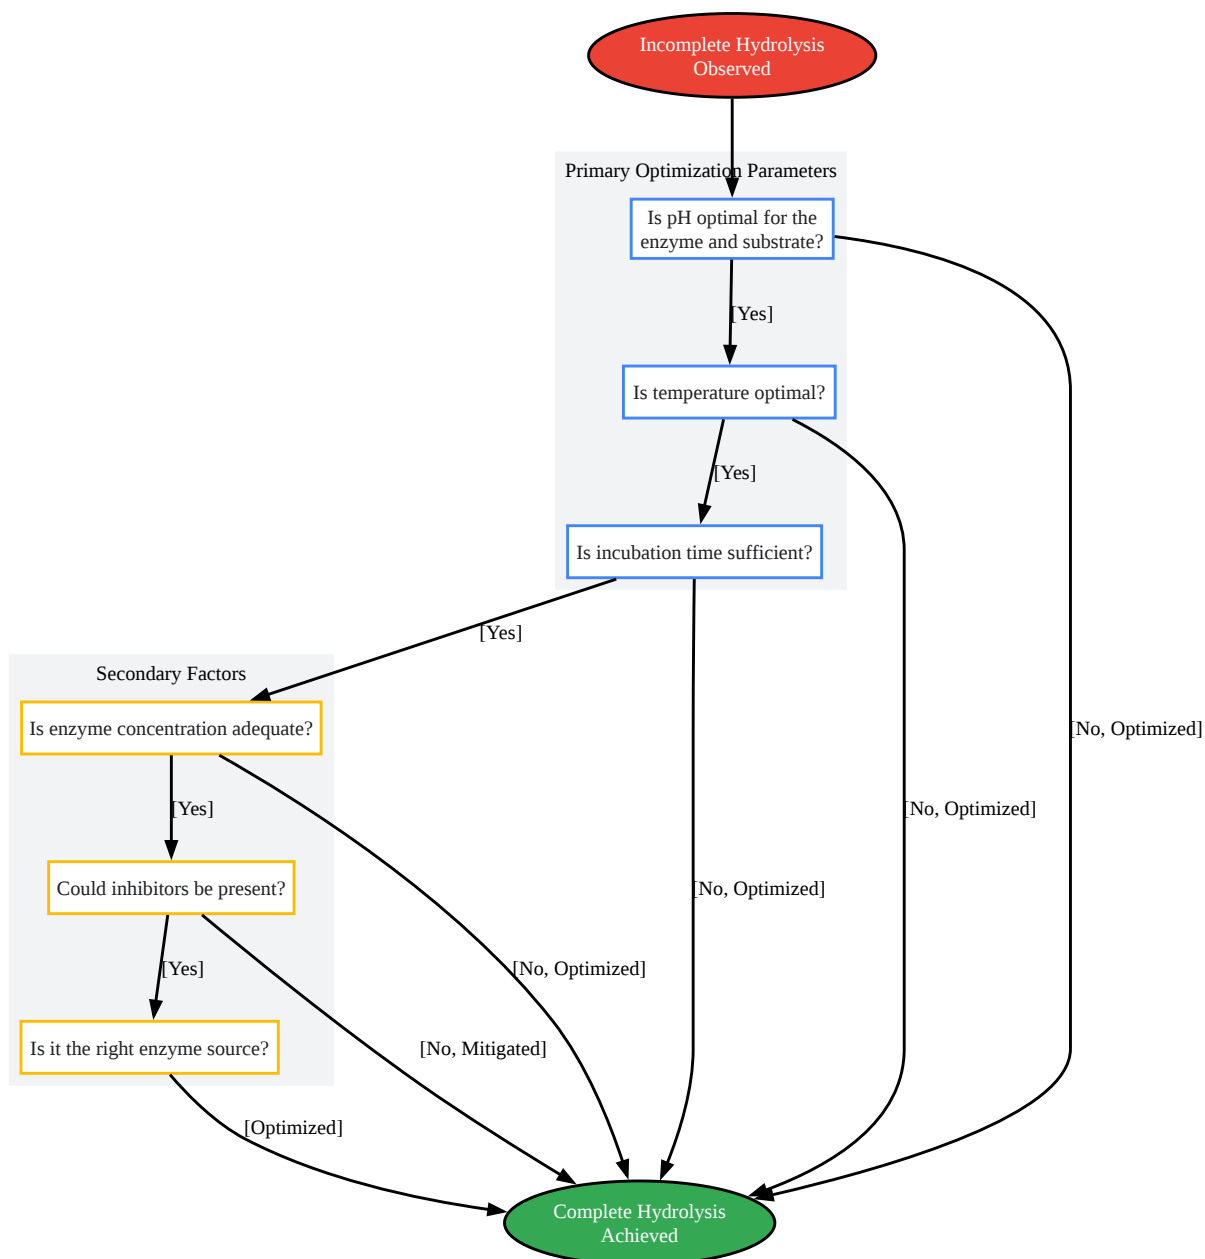 Incomplete Hydrolysis
Observed
Primary Optimization Parameters
Is pH optimal for the
enzyme and substrate?
[Yes]
Is temperature optimal?
[Yes]
Is incubation time sufficient?
[Yes]
Secondary Factors
Is enzyme concentration adequate?
[No, Optimized]
[Yes]
[No, Optimized]
Could inhibitors be present?
[No, Optimized]
[Yes]
[No, Optimized]
Is it the right enzyme source?
[No, Mitigated]
[Optimized]
Complete Hydrolysis
Achieved